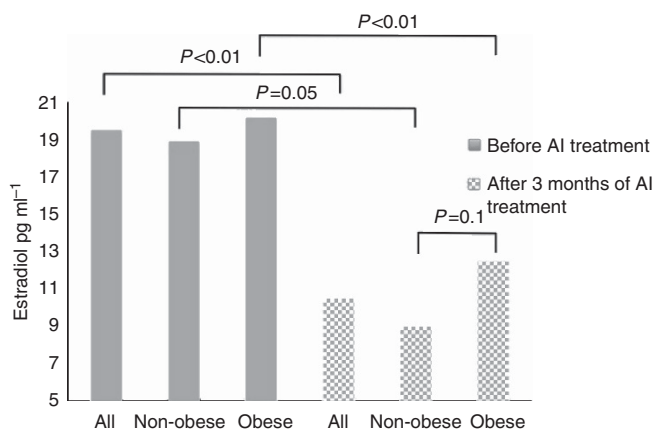 P<0.01
P<0.01
P=0.05
21
19
17
15
13
11
9
7
5
Estradiol pg ml⁻¹
Before AI treatment
After 3 months of AI
treatment
P=0.1
All Non-obese Obese All Non-obese Obese